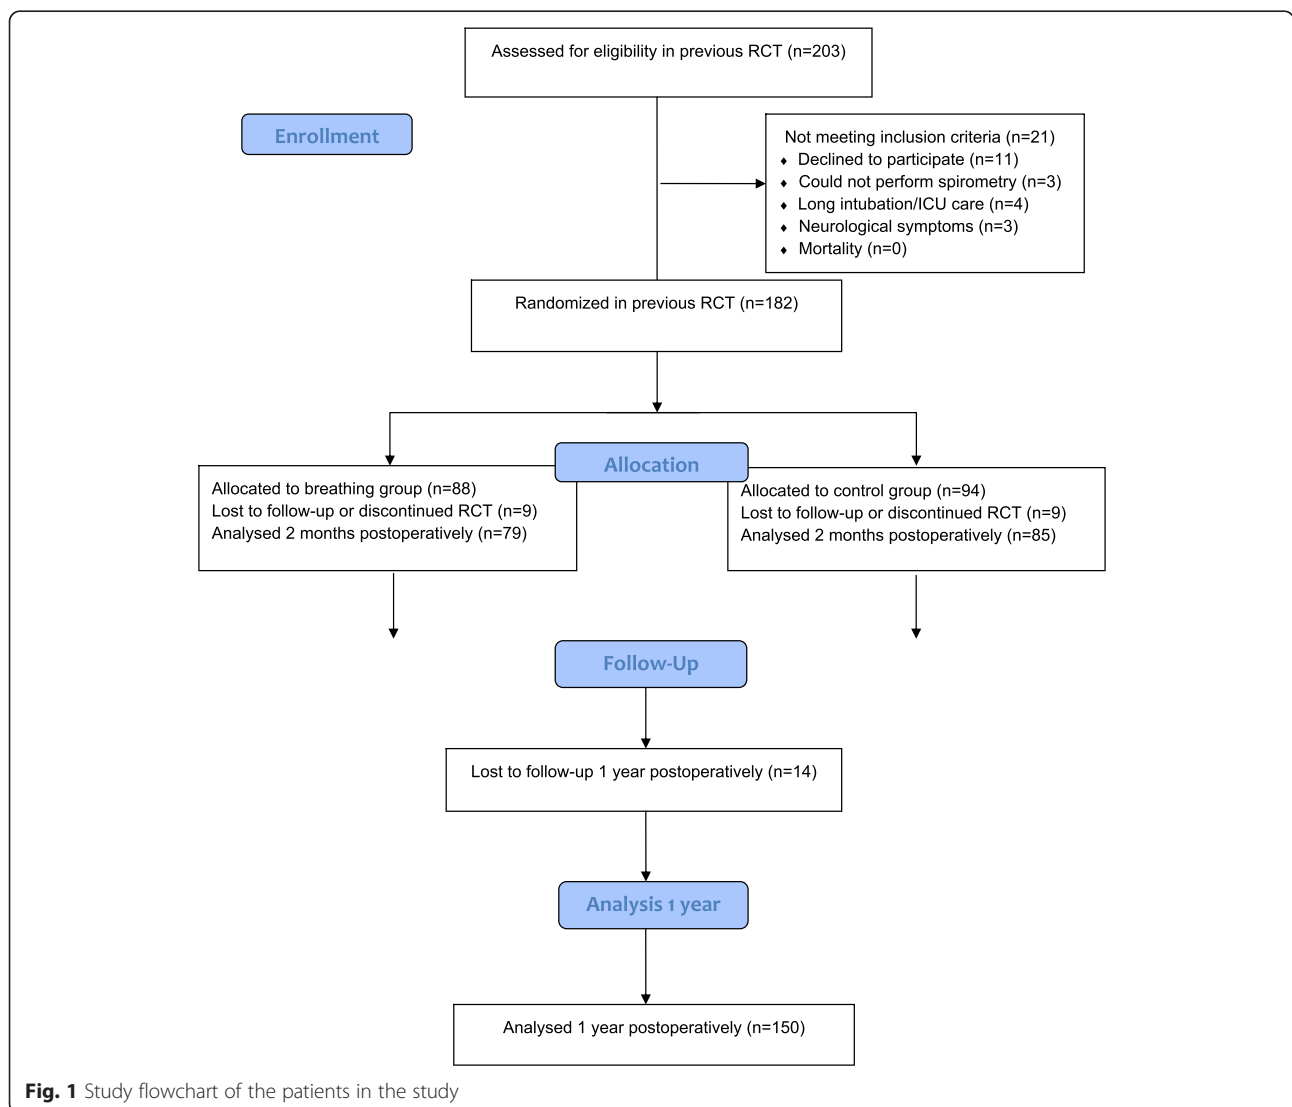 Assessed for eligibility in previous RCT (n=203)
Enrollment
Not meeting inclusion criteria (n=21)
♦ Declined to participate (n=11)
♦ Could not perform spirometry (n=3)
♦ Long intubation/ICU care (n=4)
♦ Neurological symptoms (n=3)
♦ Mortality (n=0)
Randomized in previous RCT (n=182)
Allocation
Allocated to breathing group (n=88)
Lost to follow-up or discontinued RCT (n=9)
Analysed 2 months postoperatively (n=79)
Allocated to control group (n=94)
Lost to follow-up or discontinued RCT (n=9)
Analysed 2 months postoperatively (n=85)
Follow-Up
Lost to follow-up 1 year postoperatively (n=14)
Analysis 1 year
Analysed 1 year postoperatively (n=150)
Fig. 1 Study flowchart of the patients in the study